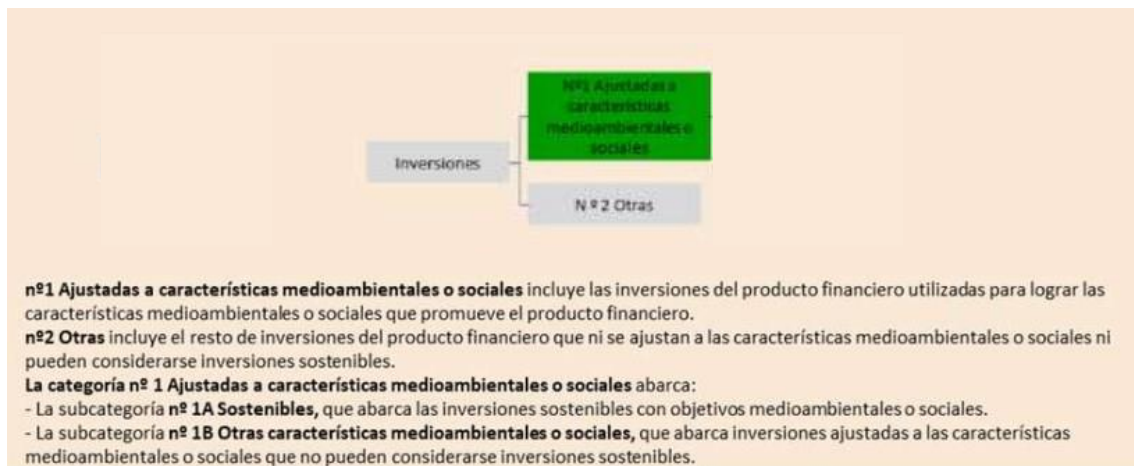 Nº1 Ajustadas a
características
medioambientales o
sociales
Inversiones
N º 2 Otras
nº1 Ajustadas a características medioambientales o sociales incluye las inversiones del producto financiero utilizadas para lograr las
características medioambientales o sociales que promueve el producto financiero.
nº2 Otras incluye el resto de inversiones del producto financiero que ni se ajustan a las características medioambientales o sociales ni
pueden considerarse inversiones sostenibles.
La categoría nº 1 Ajustadas a características medioambientales o sociales abarca:
- La subcategoría nº 1A Sostenibles, que abarca las inversiones sostenibles con objetivos medioambientales o sociales.
- La subcategoría nº 1B Otras características medioambientales o sociales, que abarca inversiones ajustadas a las características
medioambientales o sociales que no pueden considerarse inversiones sostenibles.